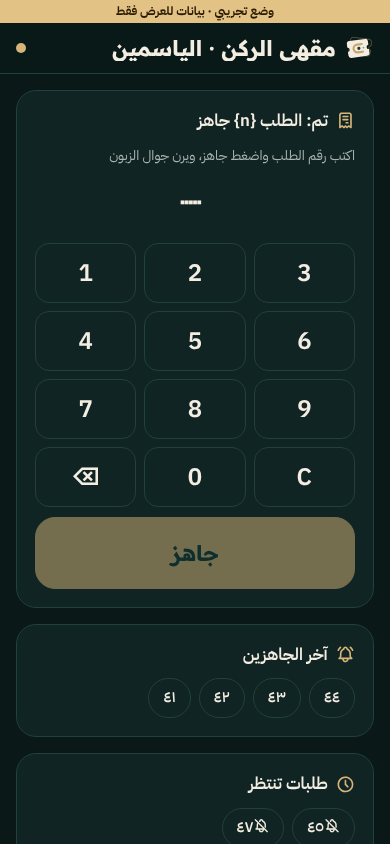 وضع تجريبي · بيانات للعرض فقط
مقهى الركن · الياسمين
تم: الطلب {n} جاهز
اكتب رقم الطلب واضغط جاهز، ويرن جوال الزبون
1 2 3
4 5 6
7 8 9
0 C
جاهز
آخر الجاهزين
٤٤ ٤٣ ٤٢ ٤١
طلبات تنتظر
٤٥ ٤٧